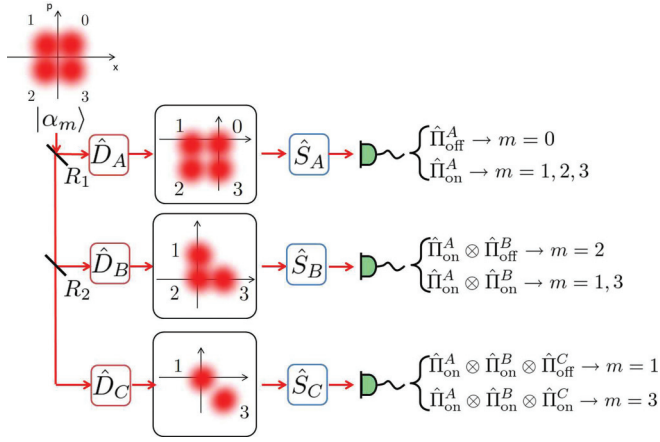 p
1 0
x
2 3
|α_m⟩
R_1
D̂_A
1 0
2 3
Ŝ_A
Π̂^A_off → m = 0
Π̂^A_on → m = 1, 2, 3
R_2
D̂_B
1
2 3
Ŝ_B
Π̂^A_on ⊗ Π̂^B_off → m = 2
Π̂^A_on ⊗ Π̂^B_on → m = 1, 3
D̂_C
1
3
Ŝ_C
Π̂^A_on ⊗ Π̂^B_on ⊗ Π̂^C_off → m = 1
Π̂^A_on ⊗ Π̂^B_on ⊗ Π̂^C_on → m = 3